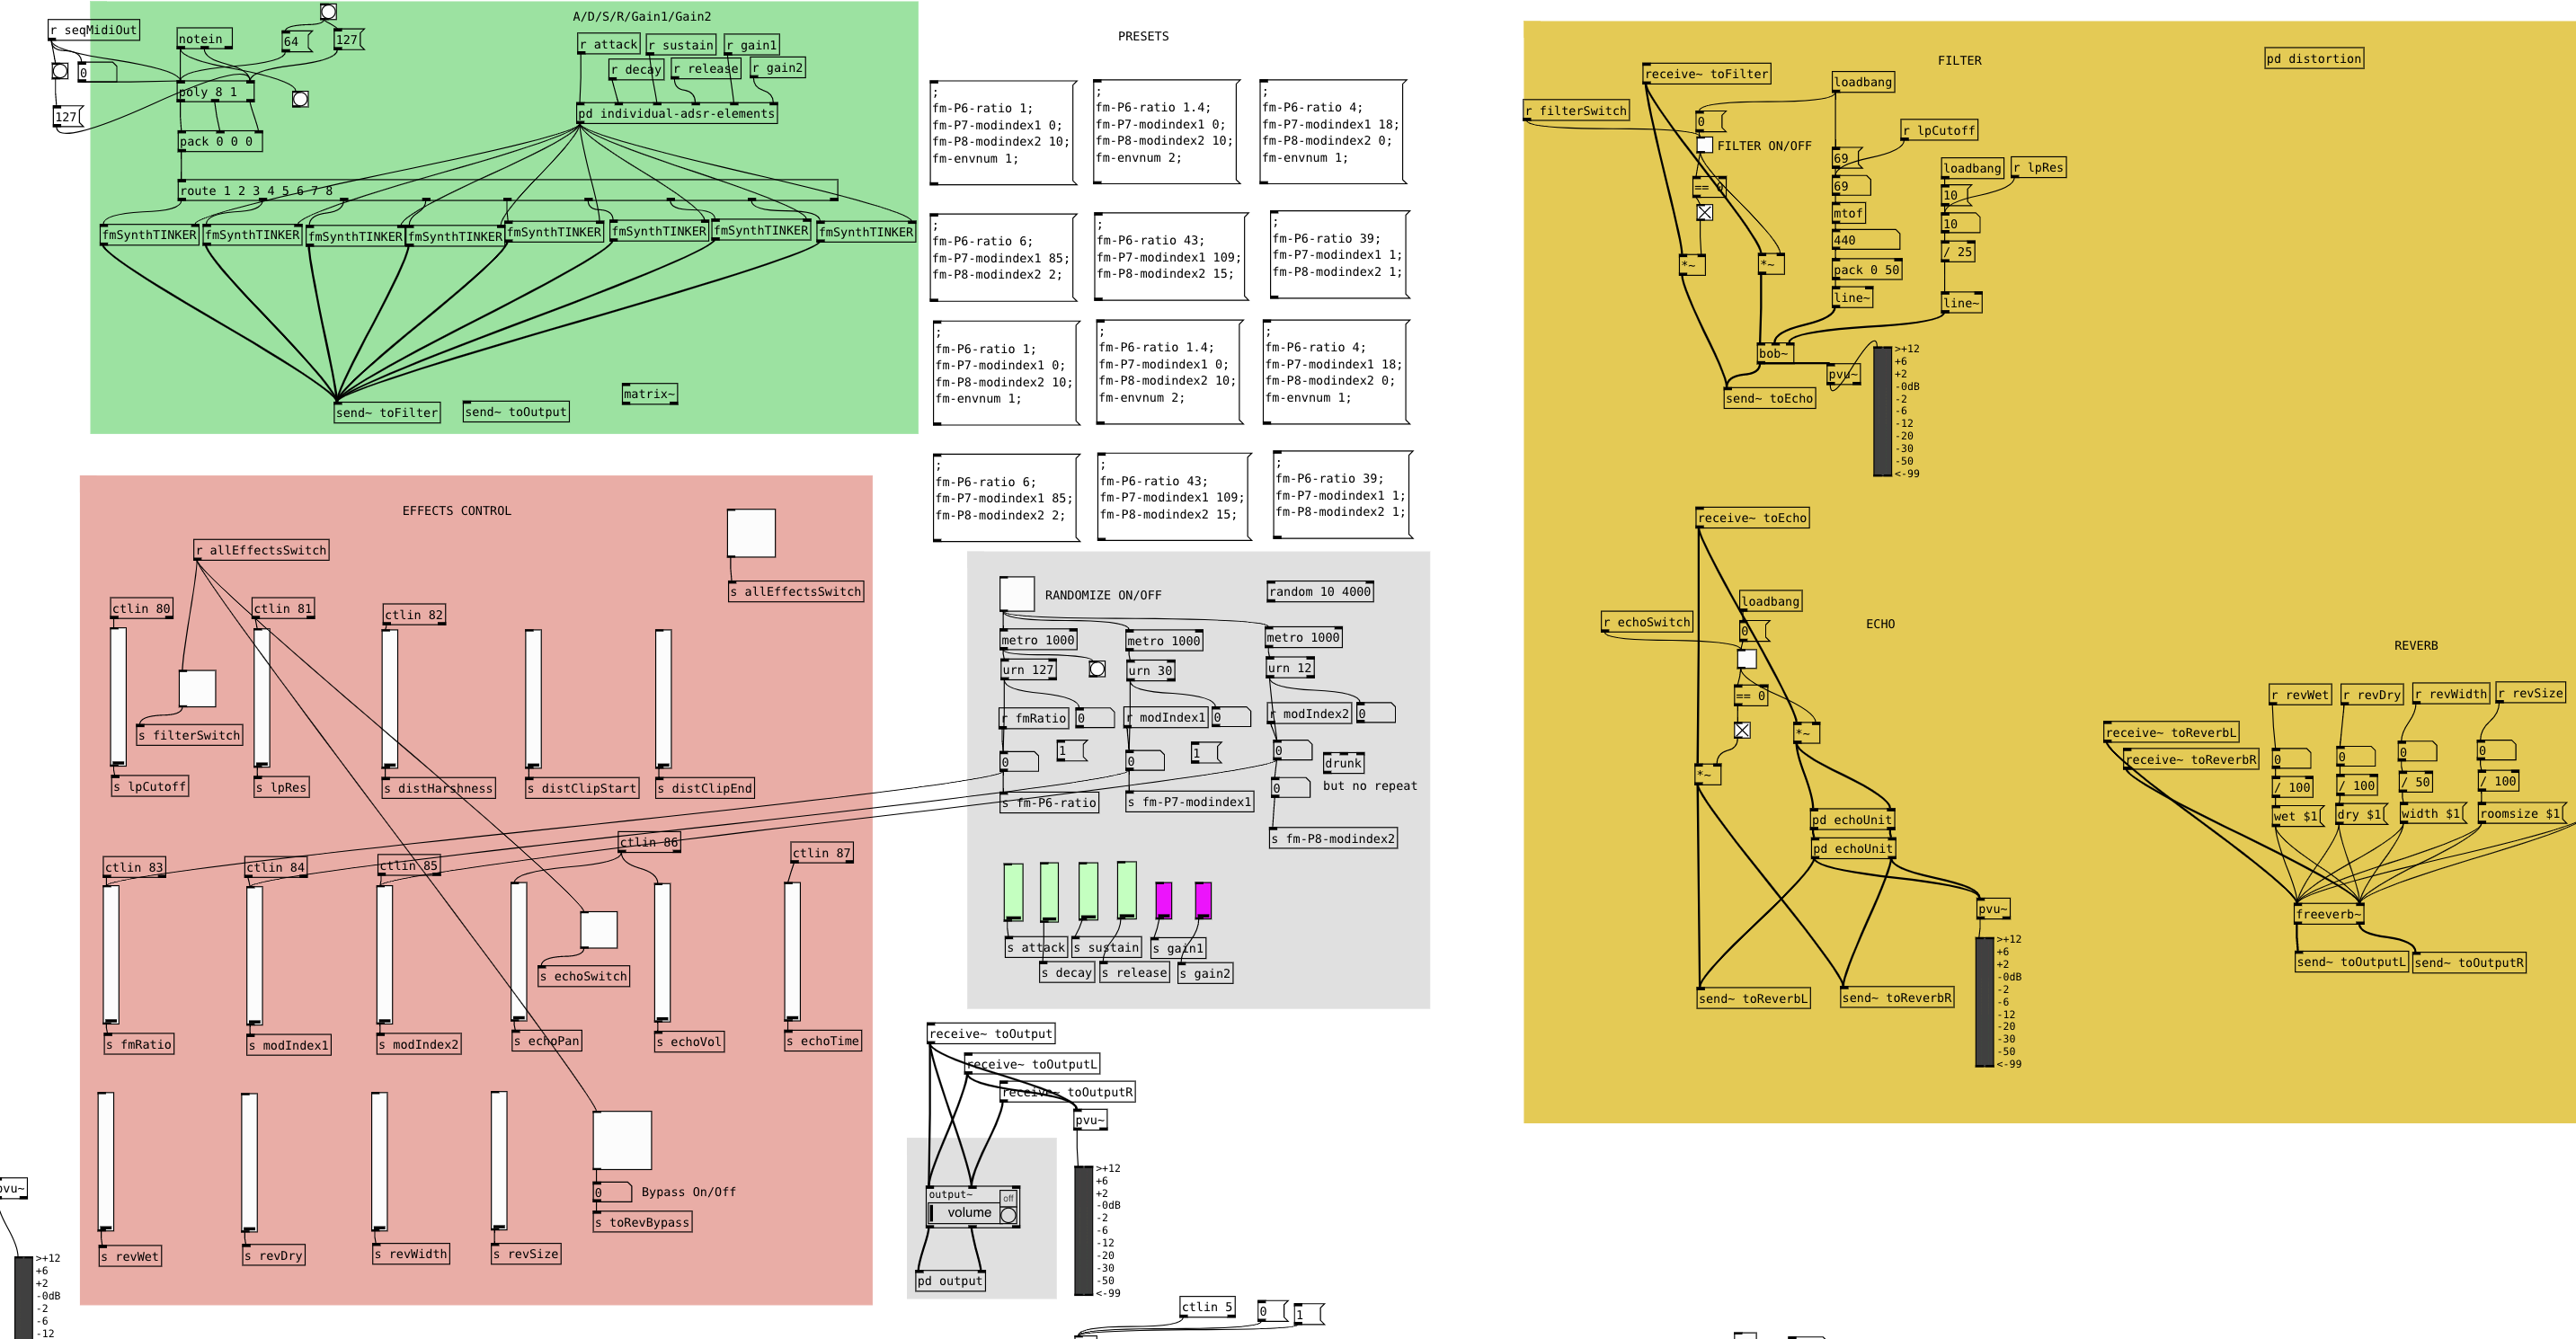 r seqMidiOut
0
127
notein
64
127
poly 8 1
pack 0 0 0
route 1 2 3 4 5 6 7 8
A/D/S/R/Gain1/Gain2
r attack
r sustain
r gain1
r decay
r release
r gain2
pd individual-adsr-elements
fmSynthTINKER
fmSynthTINKER
fmSynthTINKER
fmSynthTINKER
fmSynthTINKER
fmSynthTINKER
fmSynthTINKER
fmSynthTINKER
send~ toFilter
send~ toOutput
matrix~
PRESETS
;
fm-P6-ratio 1;
fm-P7-modindex1 0;
fm-P8-modindex2 10;
fm-envnum 1;
;
fm-P6-ratio 1.4;
fm-P7-modindex1 0;
fm-P8-modindex2 10;
fm-envnum 2;
;
fm-P6-ratio 4;
fm-P7-modindex1 18;
fm-P8-modindex2 0;
fm-envnum 1;
;
fm-P6-ratio 6;
fm-P7-modindex1 85;
fm-P8-modindex2 2;
;
fm-P6-ratio 43;
fm-P7-modindex1 109;
fm-P8-modindex2 15;
;
fm-P6-ratio 39;
fm-P7-modindex1 1;
fm-P8-modindex2 1;
;
fm-P6-ratio 1;
fm-P7-modindex1 0;
fm-P8-modindex2 10;
fm-envnum 1;
;
fm-P6-ratio 1.4;
fm-P7-modindex1 0;
fm-P8-modindex2 10;
fm-envnum 2;
;
fm-P6-ratio 4;
fm-P7-modindex1 18;
fm-P8-modindex2 0;
fm-envnum 1;
;
fm-P6-ratio 6;
fm-P7-modindex1 85;
fm-P8-modindex2 2;
;
fm-P6-ratio 43;
fm-P7-modindex1 109;
fm-P8-modindex2 15;
;
fm-P6-ratio 39;
fm-P7-modindex1 1;
fm-P8-modindex2 1;
FILTER
pd distortion
receive~ toFilter
r filterSwitch
0
FILTER ON/OFF
== 0
*~
*~
loadbang
69
r lpCutoff
69
mtof
440
pack 0 50
line~
loadbang
r lpRes
10
10
/ 25
line~
bob~
pvu~
send~ toEcho
>+12
+6
+2
-0dB
-2
-6
-12
-20
-30
-50
<-99
EFFECTS CONTROL
r allEffectsSwitch
s allEffectsSwitch
ctlin 80
ctlin 81
ctlin 82
s filterSwitch
s lpCutoff
s lpRes
s distHarshness
s distClipStart
s distClipEnd
ctlin 83
ctlin 84
ctlin 85
ctlin 86
ctlin 87
s echoSwitch
s fmRatio
s modIndex1
s modIndex2
s echoPan
s echoVol
s echoTime
0
Bypass On/Off
s toRevBypass
s revWet
s revDry
s revWidth
s revSize
RANDOMIZE ON/OFF
random 10 4000
metro 1000
metro 1000
metro 1000
urn 127
urn 30
urn 12
r fmRatio
0
r modIndex1
0
r modIndex2
0
1
1
0
0
0
drunk
0
but no repeat
s fm-P6-ratio
s fm-P7-modindex1
s fm-P8-modindex2
s attack
s sustain
s gain1
s decay
s release
s gain2
receive~ toOutput
receive~ toOutputL
receive~ toOutputR
pvu~
output~
off
volume
pd output
>+12
+6
+2
-0dB
-2
-6
-12
-20
-30
-50
<-99
ctlin 5
0
1
receive~ toEcho
ECHO
loadbang
r echoSwitch
0
== 0
*~
*~
pd echoUnit
pd echoUnit
pvu~
send~ toReverbL
send~ toReverbR
>+12
+6
+2
-0dB
-2
-6
-12
-20
-30
-50
<-99
REVERB
r revWet
r revDry
r revWidth
r revSize
receive~ toReverbL
receive~ toReverbR
0
0
0
0
/ 100
/ 100
/ 50
/ 100
wet $1
dry $1
width $1
roomsize $1
freeverb~
send~ toOutputL
send~ toOutputR
pvu~
>+12
+6
+2
-0dB
-2
-6
-12